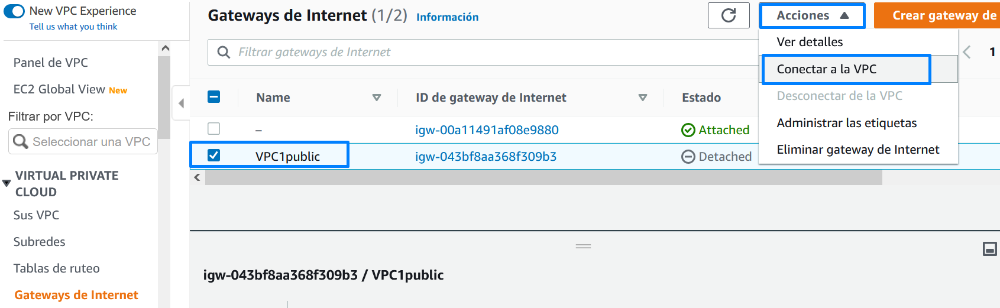 New VPC Experience
Tell us what you think
Panel de VPC
EC2 Global View New
Filtrar por VPC:
Seleccionar una VPC
VIRTUAL PRIVATE
CLOUD
Sus VPC
Subredes
Tablas de ruteo
Gateways de Internet
Gateways de Internet (1/2) Información
Acciones
Crear gateway de
Filtrar gateways de Internet
1
Ver detalles
Conectar a la VPC
Desconectar de la VPC
Administrar las etiquetas
Eliminar gateway de Internet
Name ID de gateway de Internet Estado
– igw-00a11491af08e9880 Attached
VPC1public igw-043bf8aa368f309b3 Detached
igw-043bf8aa368f309b3 / VPC1public